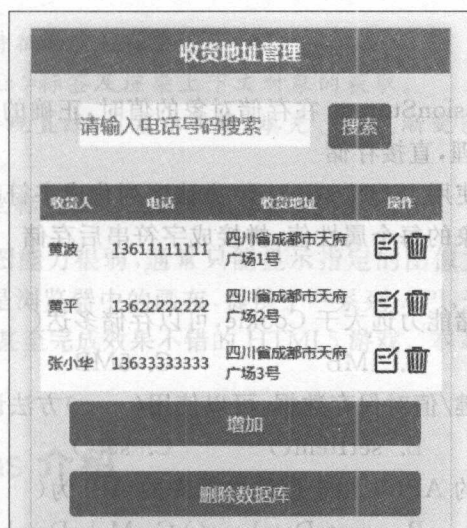 收货地址管理
请输入电话号码搜索 搜索
收货人 电话 收货地址 操作
黄波 13611111111 四川省成都市天府
广场1号
黄平 13622222222 四川省成都市天府
广场2号
张小华 13633333333 四川省成都市天府
广场3号
增加
删除数据库